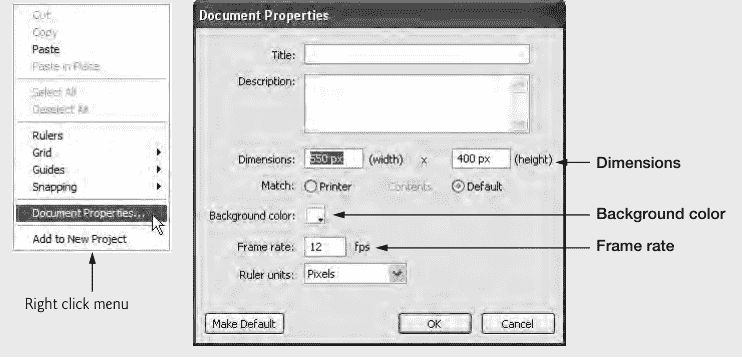 Cut
Copy
Paste
Paste in Place
Select All
Deselect All
Rulers
Grid
Guides
Snapping
Document Properties...
Add to New Project
Right click menu
Document Properties
Title:
Description:
Dimensions: 550 px (width) x 400 px (height) Dimensions
Match: Printer Contents Default
Background color: Background color
Frame rate: 12 fps Frame rate
Ruler units: Pixels
Make Default OK Cancel